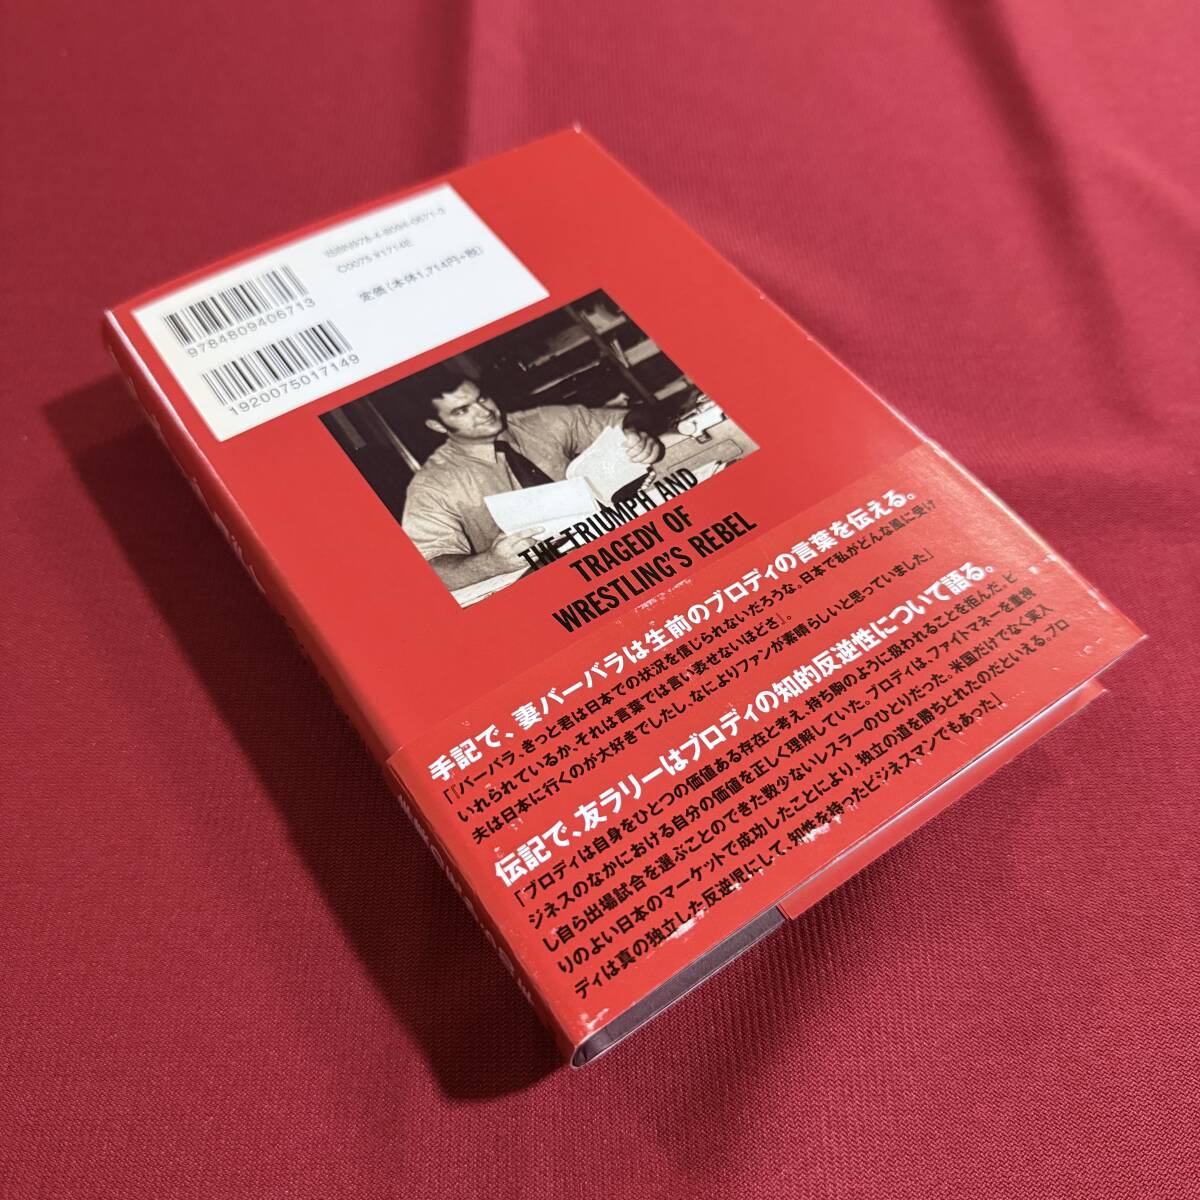 ISBN978-4-8094-0671-3
C0075 ¥1714E
定価(本体1,714円+税)
9784809406713
1920075017149
THE TRIUMPH AND
TRAGEDY OF
WRESTLING'S REBEL
手記で、妻バーバラは生前のブロディの言葉を伝える。
「『バーバラ、きっと君は日本での状況を信じられないだろうな。日本で私がどんな風に受け
いれられているか、それは言葉では言い表せないほどさ』。
夫は日本に行くのが大好きでしたし、なによりファンが素晴らしいと思っていました」
伝記で、友ラリーはブロディの知的反逆性について語る。
「ブロディは自身をひとつの価値ある存在と考え、持ち駒のように扱われることを拒んだ。ビ
ジネスのなかにおける自分の価値を正しく理解していた。ブロディは、ファイトマネーを重視
し自ら出場試合を選ぶことのできた数少ないレスラーのひとりだった。米国だけでなく実入
りのよい日本のマーケットで成功したことにより、独立の道を勝ちとれたのだといえる。ブロ
ディは真の独立した反逆児にして、知性を持ったビジネスマンでもあった」